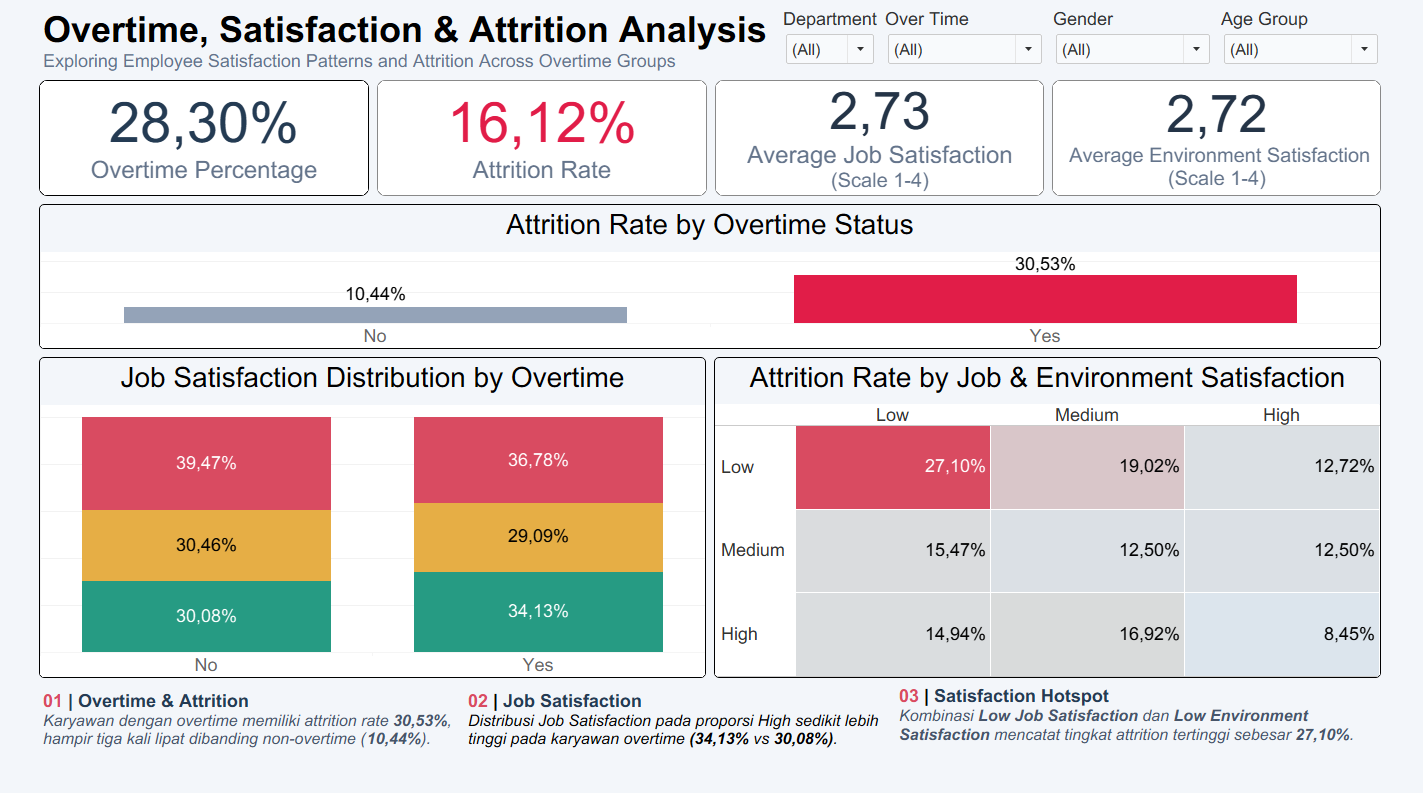 Overtime, Satisfaction & Attrition Analysis
Exploring Employee Satisfaction Patterns and Attrition Across Overtime Groups
Department
Over Time
Gender
Age Group
(All)
(All)
(All)
(All)
28,30%
Overtime Percentage
16,12%
Attrition Rate
2,73
Average Job Satisfaction
(Scale 1-4)
2,72
Average Environment Satisfaction
(Scale 1-4)
Attrition Rate by Overtime Status
10,44%
30,53%
No
Yes
Job Satisfaction Distribution by Overtime
39,47%
36,78%
30,46%
29,09%
30,08%
34,13%
No
Yes
Attrition Rate by Job & Environment Satisfaction
Low
Medium
High
Low
27,10%
19,02%
12,72%
Medium
15,47%
12,50%
12,50%
High
14,94%
16,92%
8,45%
01 | Overtime & Attrition
Karyawan dengan overtime memiliki attrition rate 30,53%,
hampir tiga kali lipat dibanding non-overtime (10,44%).
02 | Job Satisfaction
Distribusi Job Satisfaction pada proporsi High sedikit lebih
tinggi pada karyawan overtime (34,13% vs 30,08%).
03 | Satisfaction Hotspot
Kombinasi Low Job Satisfaction dan Low Environment
Satisfaction mencatat tingkat attrition tertinggi sebesar 27,10%.